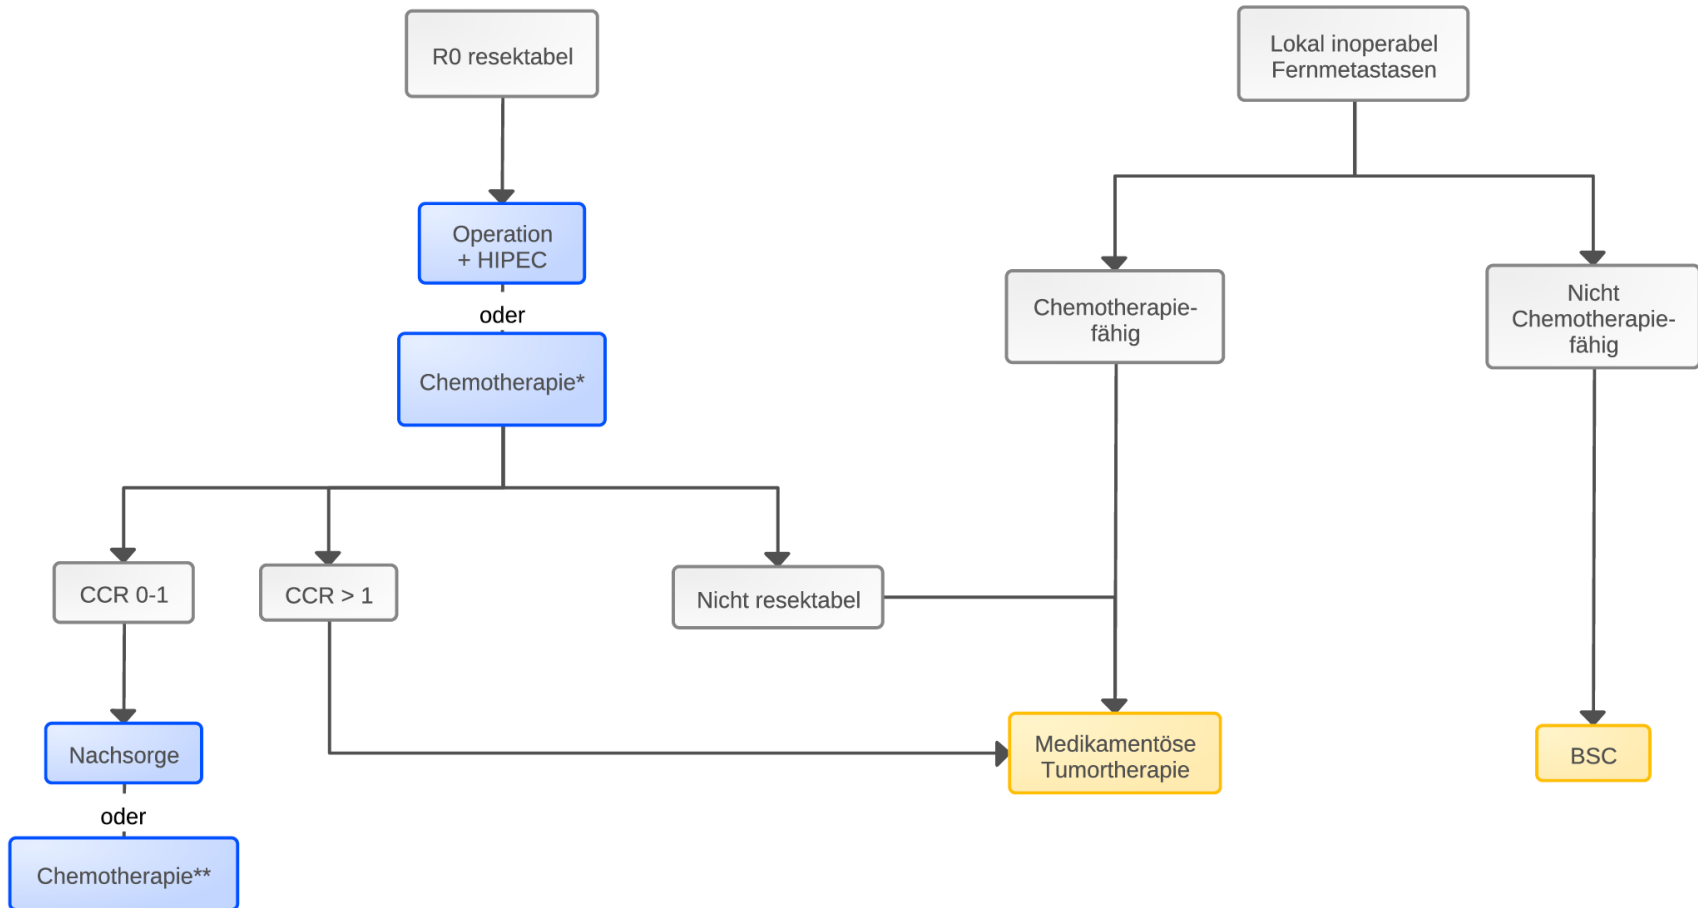 R0 resektabel
Lokal inoperabel
Fernmetastasen
Operation
+ HIPEC
oder
Chemotherapie*
Chemotherapie-
fähig
Nicht
Chemotherapie-
fähig
CCR 0-1
CCR > 1
Nicht resektabel
Nachsorge
oder
Chemotherapie**
Medikamentöse
Tumortherapie
BSC